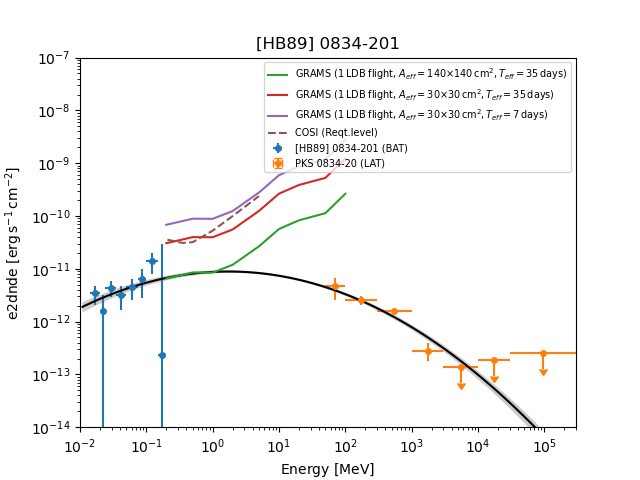 [HB89] 0834-201
10⁻⁷
10⁻⁸
10⁻⁹
10⁻¹⁰
10⁻¹¹
10⁻¹²
10⁻¹³
10⁻¹⁴
e2dnde [erg s⁻¹ cm⁻²]
GRAMS (1 LDB flight, A_eff = 140×140 cm², T_eff = 35 days)
GRAMS (1 LDB flight, A_eff = 30×30 cm², T_eff = 35 days)
GRAMS (1 LDB flight, A_eff = 30×30 cm², T_eff = 7 days)
COSI (Reqt.level)
[HB89] 0834-201 (BAT)
PKS 0834-20 (LAT)
10⁻² 10⁻¹ 10⁰ 10¹ 10² 10³ 10⁴ 10⁵
Energy [MeV]